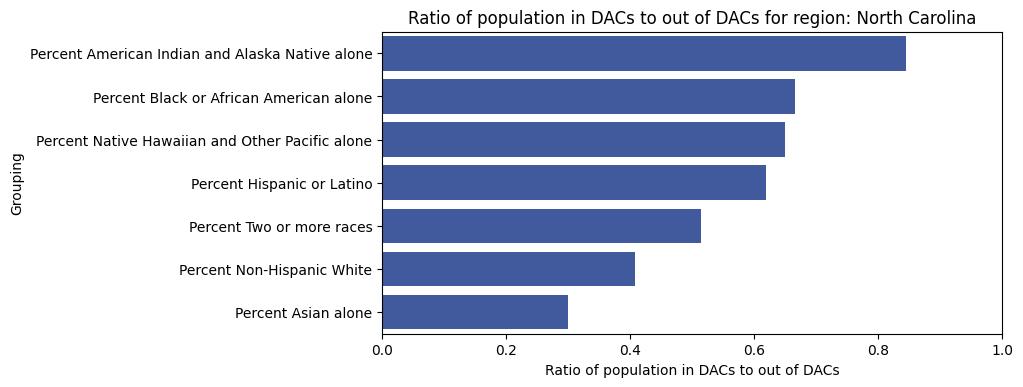 Ratio of population in DACs to out of DACs for region: North Carolina
Grouping
Percent American Indian and Alaska Native alone
Percent Black or African American alone
Percent Native Hawaiian and Other Pacific alone
Percent Hispanic or Latino
Percent Two or more races
Percent Non-Hispanic White
Percent Asian alone
0.0 0.2 0.4 0.6 0.8 1.0
Ratio of population in DACs to out of DACs